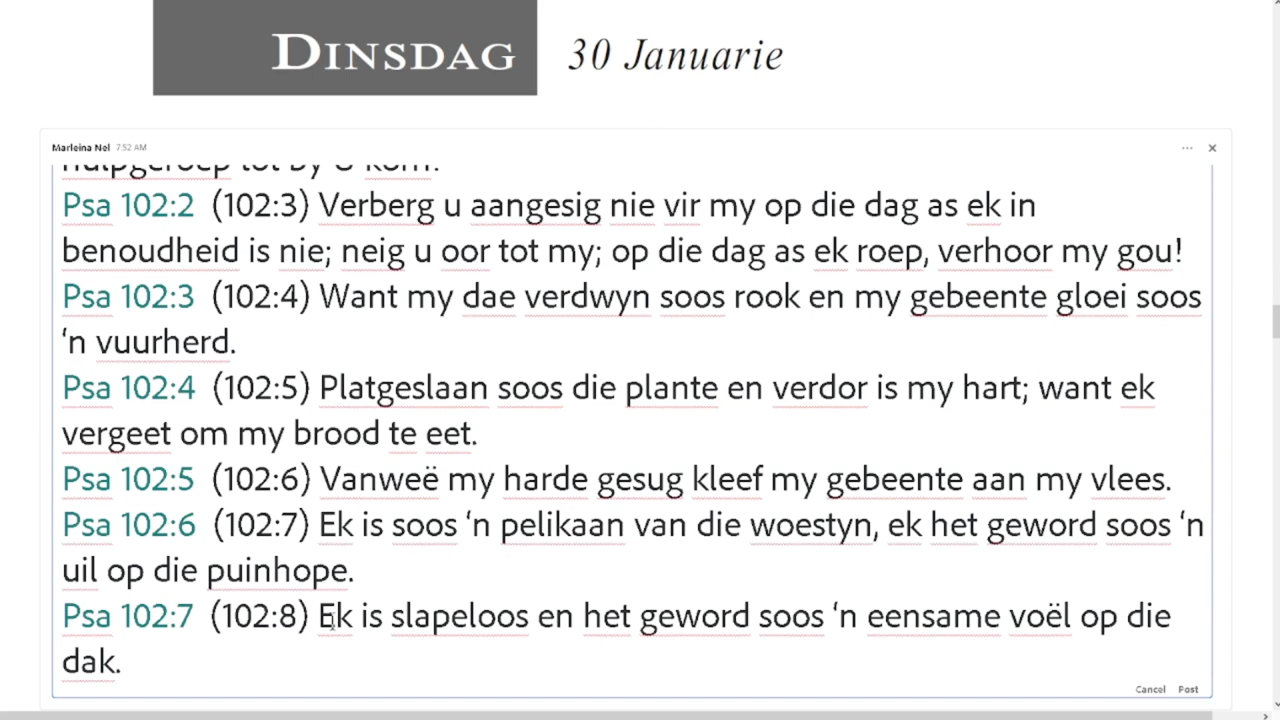 DINSDAG 30 Januarie
Marleina Nel 7:52 AM
hulpgeroep tot by U kom.
Psa 102:2 (102:3) Verberg u aangesig nie vir my op die dag as ek in
benoudheid is nie; neig u oor tot my; op die dag as ek roep, verhoor my gou!
Psa 102:3 (102:4) Want my dae verdwyn soos rook en my gebeente gloei soos
‘n vuurherd.
Psa 102:4 (102:5) Platgeslaan soos die plante en verdor is my hart; want ek
vergeet om my brood te eet.
Psa 102:5 (102:6) Vanweë my harde gesug kleef my gebeente aan my vlees.
Psa 102:6 (102:7) Ek is soos ‘n pelikaan van die woestyn, ek het geword soos ‘n
uil op die puinhope.
Psa 102:7 (102:8) Ek is slapeloos en het geword soos ‘n eensame voël op die
dak.
Cancel Post